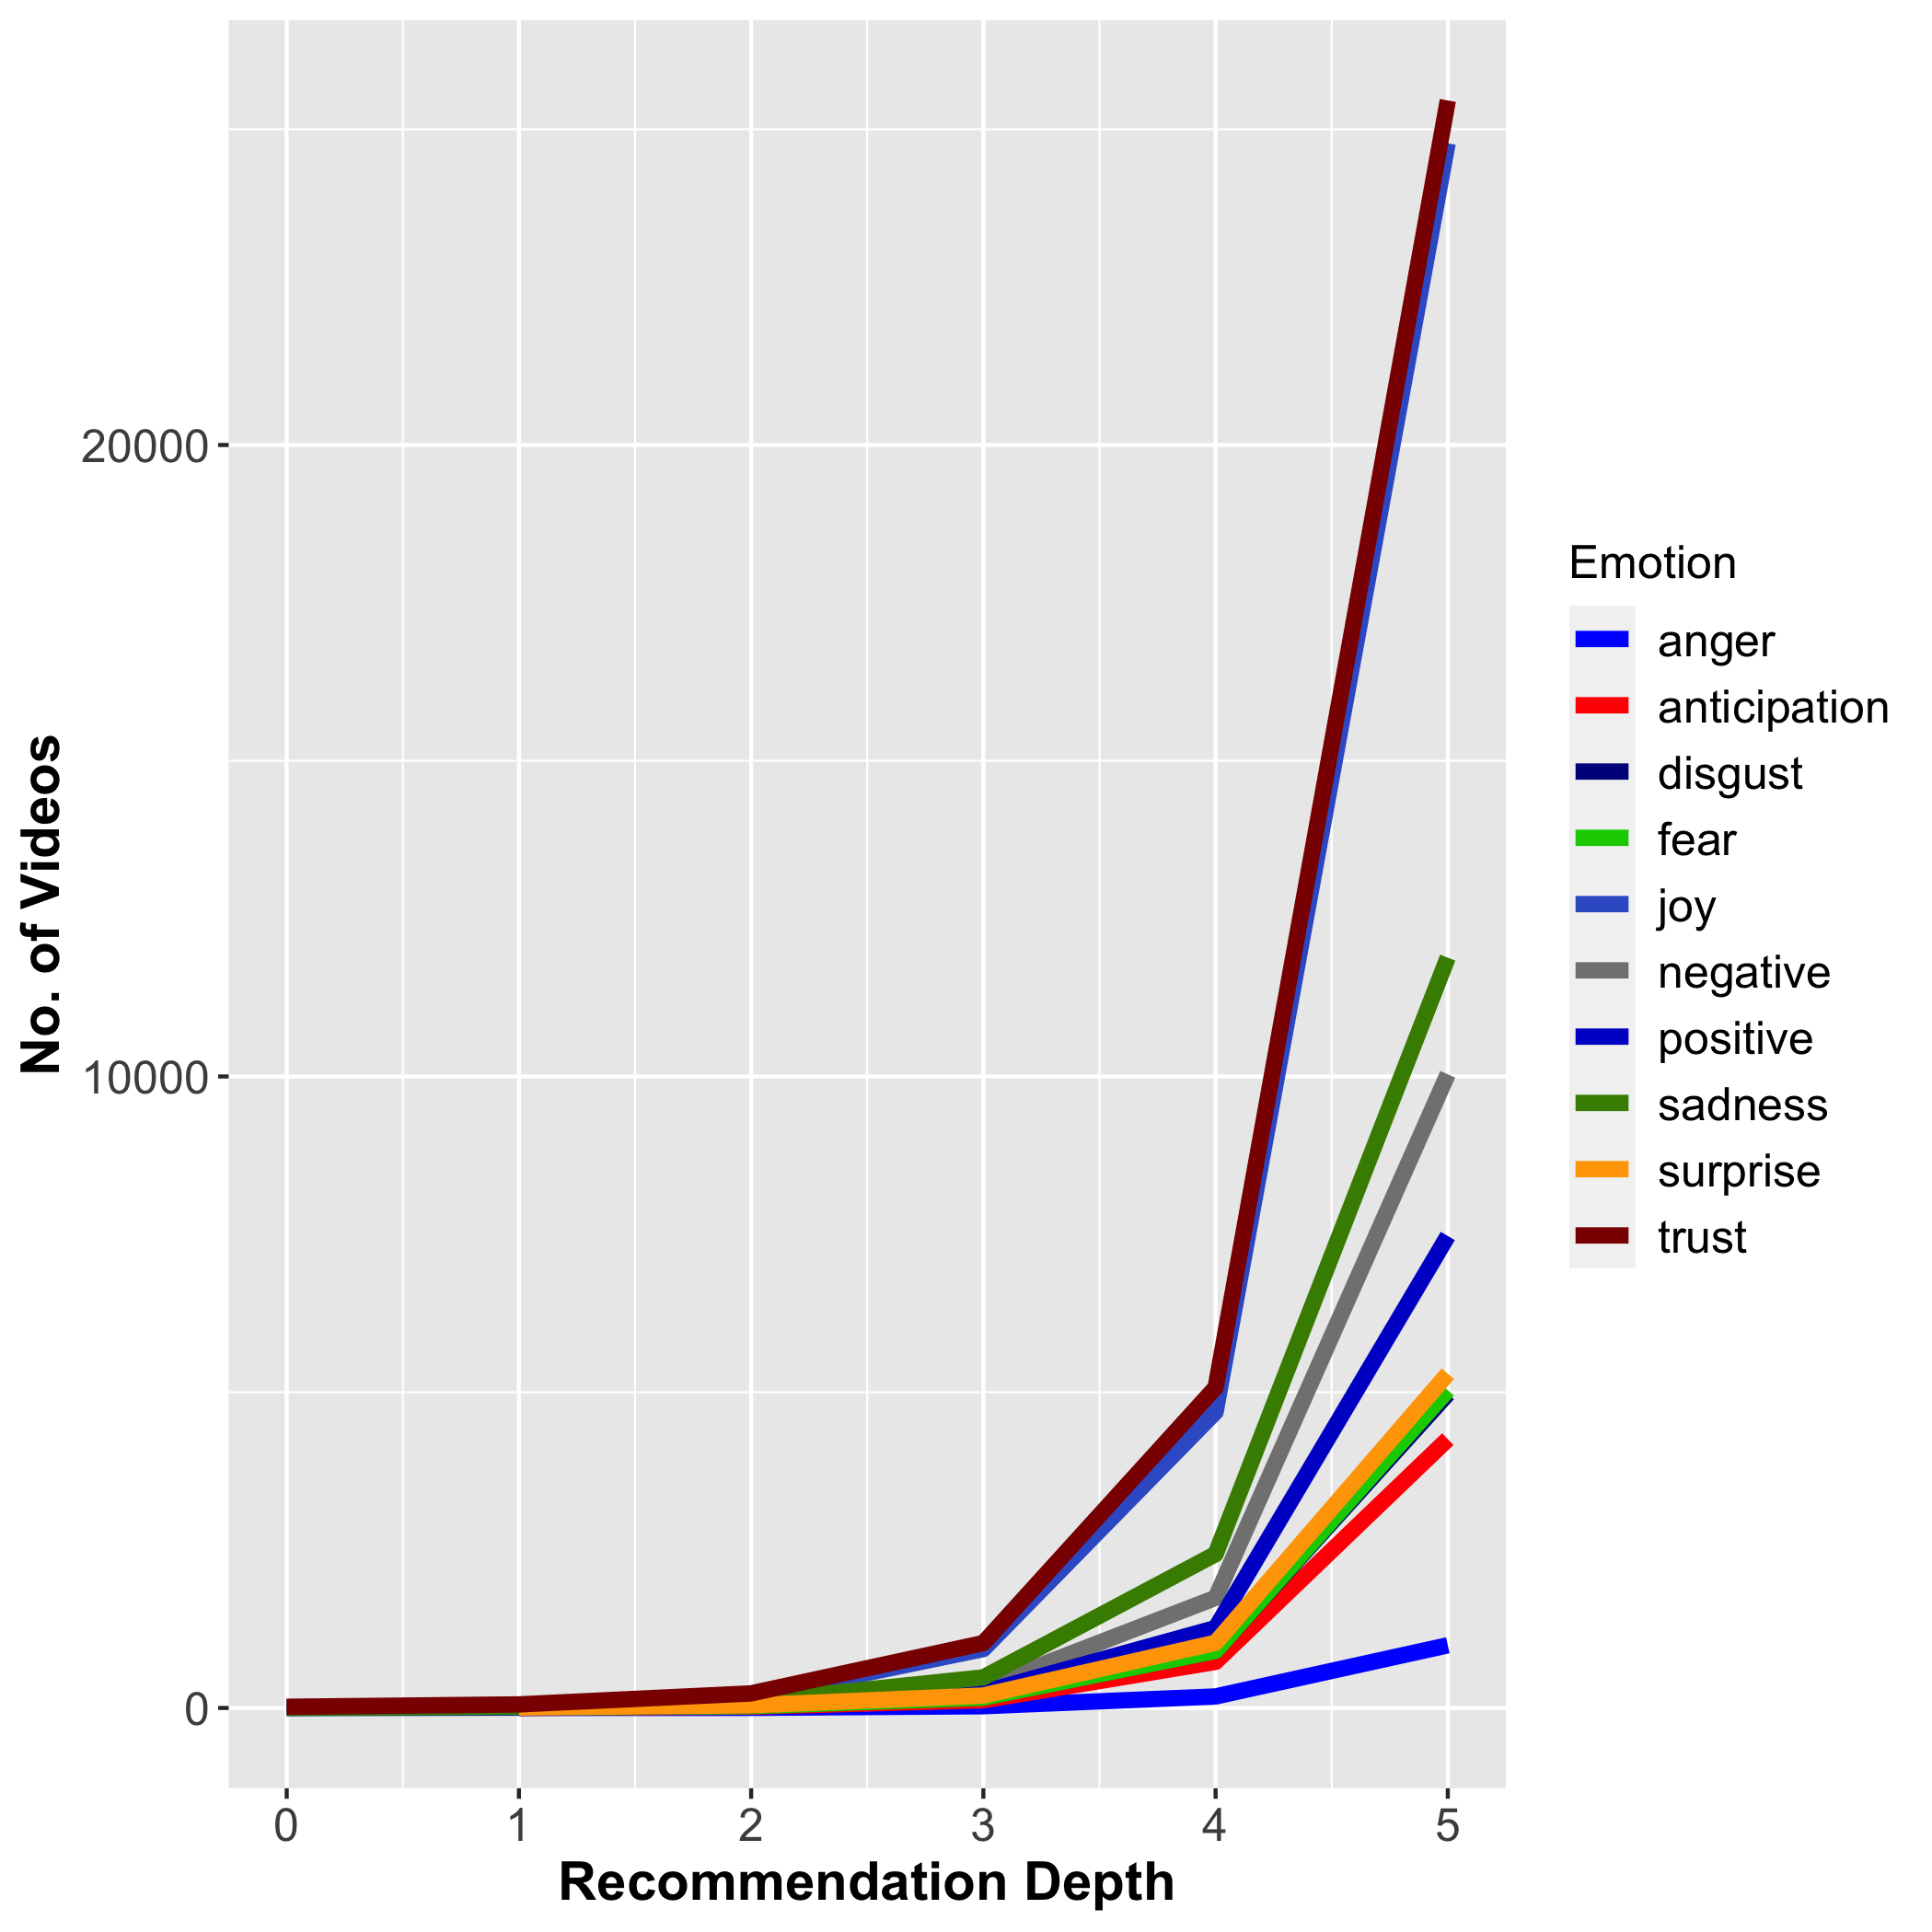 No. of Videos
20000
10000
0
0 1 2 3 4 5
Recommendation Depth
Emotion
anger
anticipation
disgust
fear
joy
negative
positive
sadness
surprise
trust